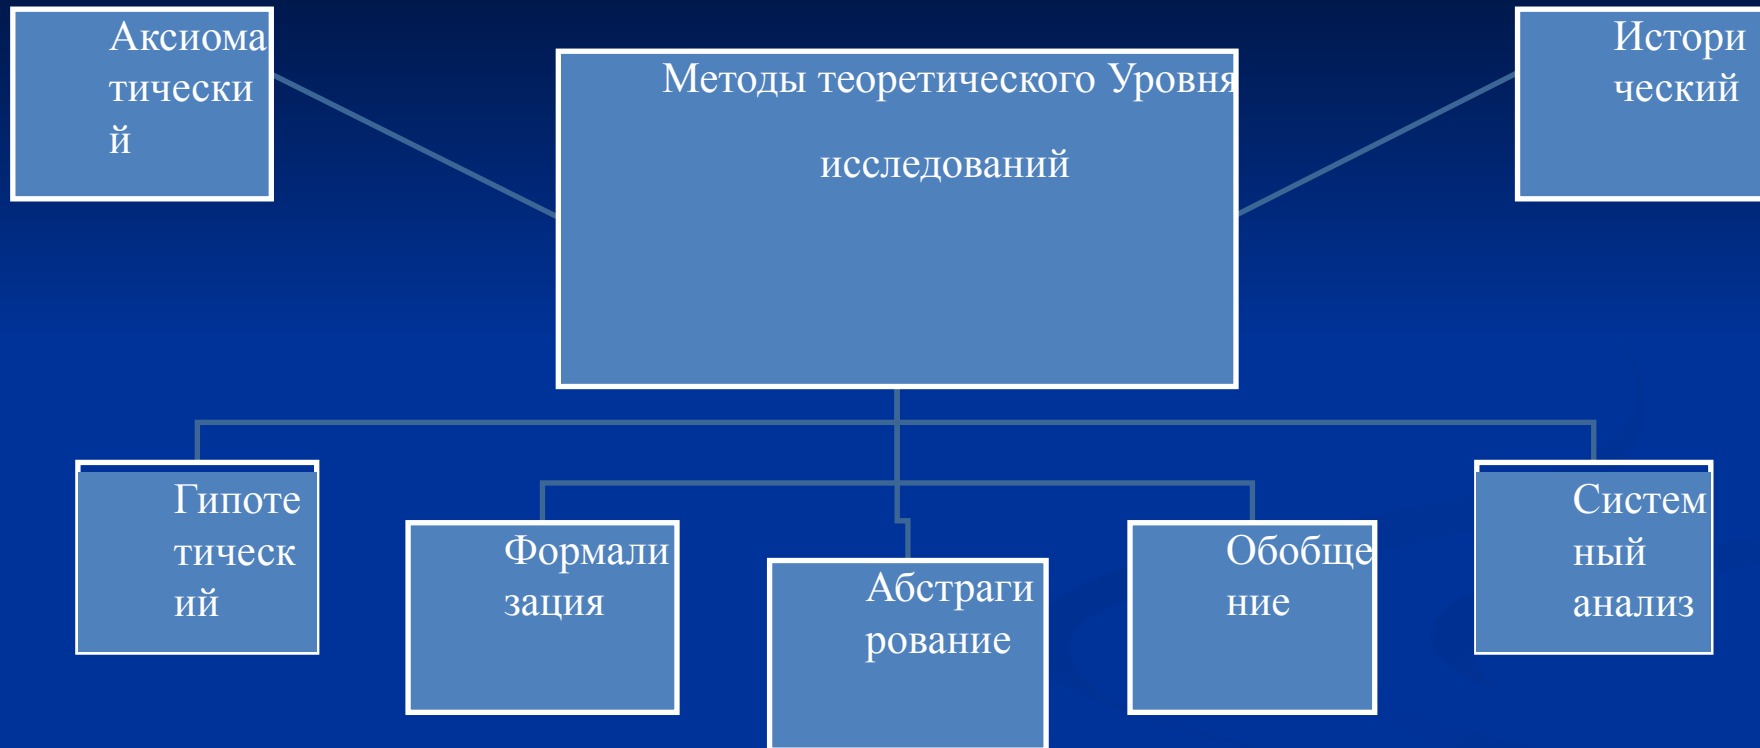 Аксиома
тически
й
Методы теоретического Уровня
исследований
Истори
ческий
Гипоте
тическ
ий
Формали
зация
Абстраги
рование
Обобще
ние
Систем
ный
анализ